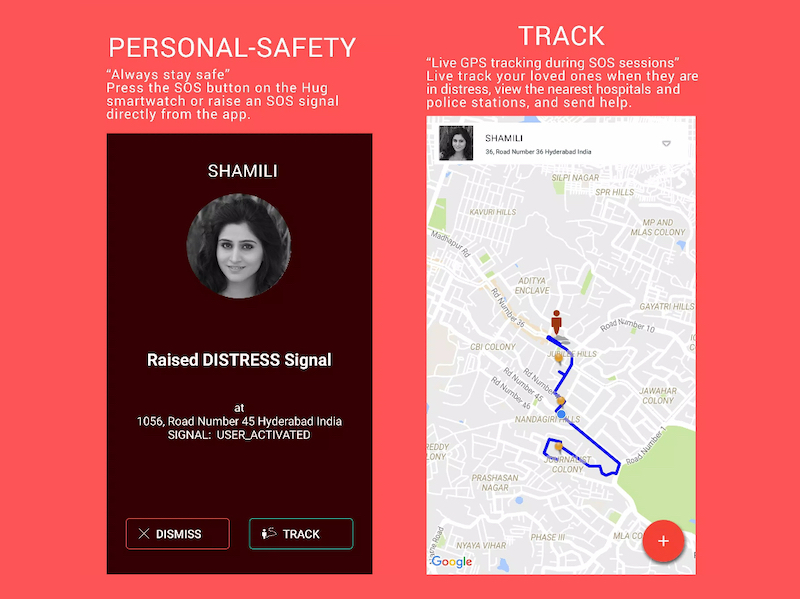 PERSONAL-SAFETY
“Always stay safe”
Press the SOS button on the Hug
smartwatch or raise an SOS signal
directly from the app.
SHAMILI
Raised DISTRESS Signal
at
1056, Road Number 45 Hyderabad India
SIGNAL: USER_ACTIVATED
DISMISS
TRACK
TRACK
“Live GPS tracking during SOS sessions”
Live track your loved ones when they are
in distress, view the nearest hospitals and
police stations, and send help.
SHAMILI
36, Road Number 36 Hyderabad India
SILPI NAGAR
SPR HILLS
KAVURI HILLS
MP AND
MLAS COLONY
Madhapur Rd
ADITYA
ENCLAVE
Rd Number 36
GAYATRI HILLS
Road Number 10
CBI COLONY
JUBILEE HILLS
Rd Number 45
Rd Number 46
JAWAHAR
COLONY
NANDAGIRI HILLS
Road Number 1
REDDY
LONY
JOURNALIST
COLONY
PRASHASAN
NAGAR
PHASE III
MLA CO
NYAYA VIHAR
Google
+